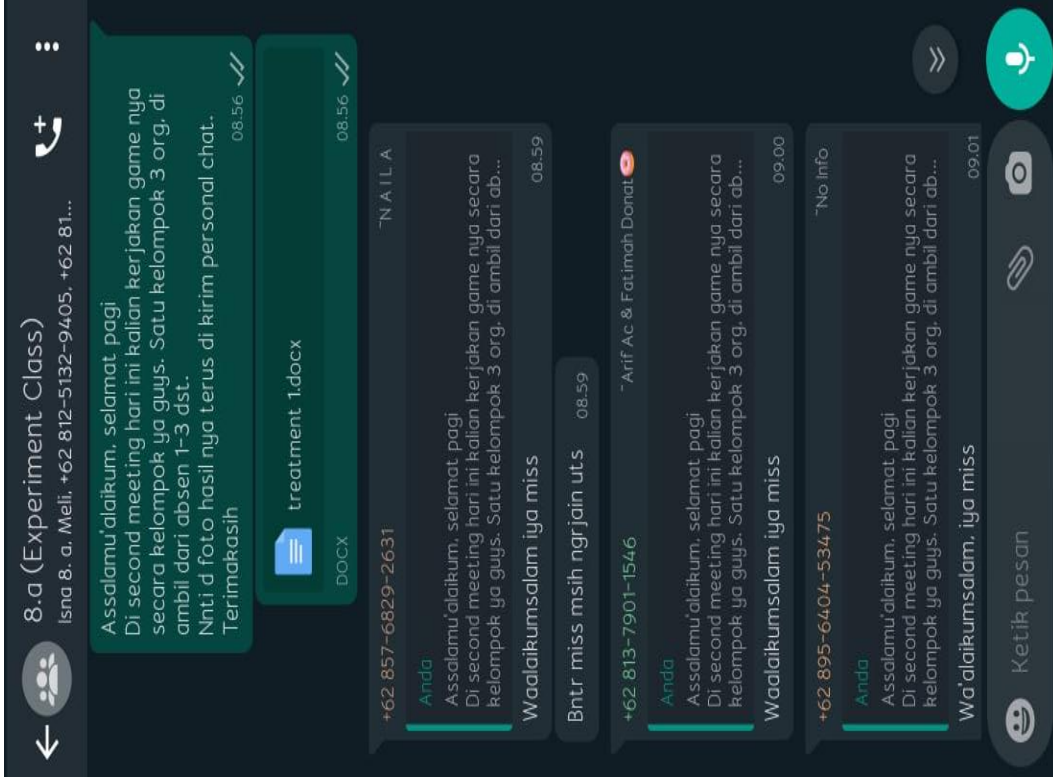 8.a (Experiment Class)
Isna 8. a, Meli, +62 812-5132-9405, +62 81...
Assalamu'alaikum, selamat pagi
Di second meeting hari ini kalian kerjakan game nya
secara kelompok ya guys. Satu kelompok 3 org, di
ambil dari absen 1-3 dst.
Nnti d foto hasil nya terus di kirim personal chat.
Terimakasih
08.56
treatment 1.docx
DOCX
08.56
+62 857-6829-2631
~N A I L A
Anda
Assalamu'alaikum, selamat pagi
Di second meeting hari ini kalian kerjakan game nya secara
kelompok ya guys. Satu kelompok 3 org, di ambil dari ab...
Waalaikumsalam iya miss
08.59
Bntr miss msih ngrjain uts
08.59
+62 813-7901-1546
~Arif Ac & Fatimah Donat🍩
Anda
Assalamu'alaikum, selamat pagi
Di second meeting hari ini kalian kerjakan game nya secara
kelompok ya guys. Satu kelompok 3 org, di ambil dari ab...
Waalaikumsalam iya miss
09.00
+62 895-6404-53475
~No Info
Anda
Assalamu'alaikum, selamat pagi
Di second meeting hari ini kalian kerjakan game nya secara
kelompok ya guys. Satu kelompok 3 org, di ambil dari ab...
Wa'alaikumsalam, iya miss
09.01
Ketik pesan